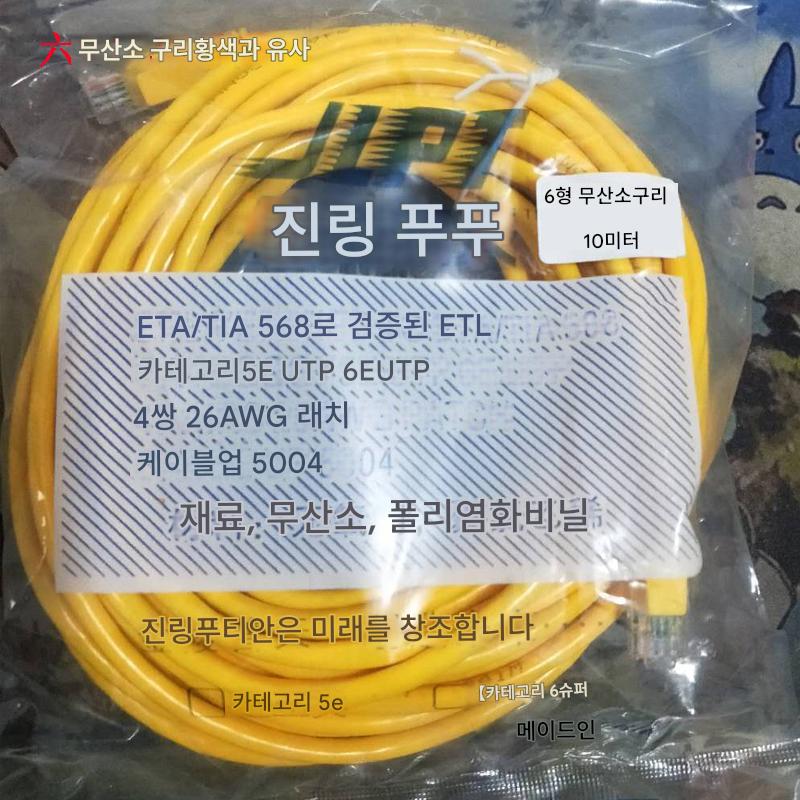 六 무산소 구리황색과 유사
JIPT
진링 푸푸
6형 무산소구리
10미터
ETA/TIA 568로 검증된 ETL
카테고리5E UTP 6EUTP
4쌍 26AWG 래치
케이블업 5004
재료, 무산소, 폴리염화비닐
진링푸티안은 미래를 창조합니다
카테고리 5e
【카테고리 6슈퍼
메이드인